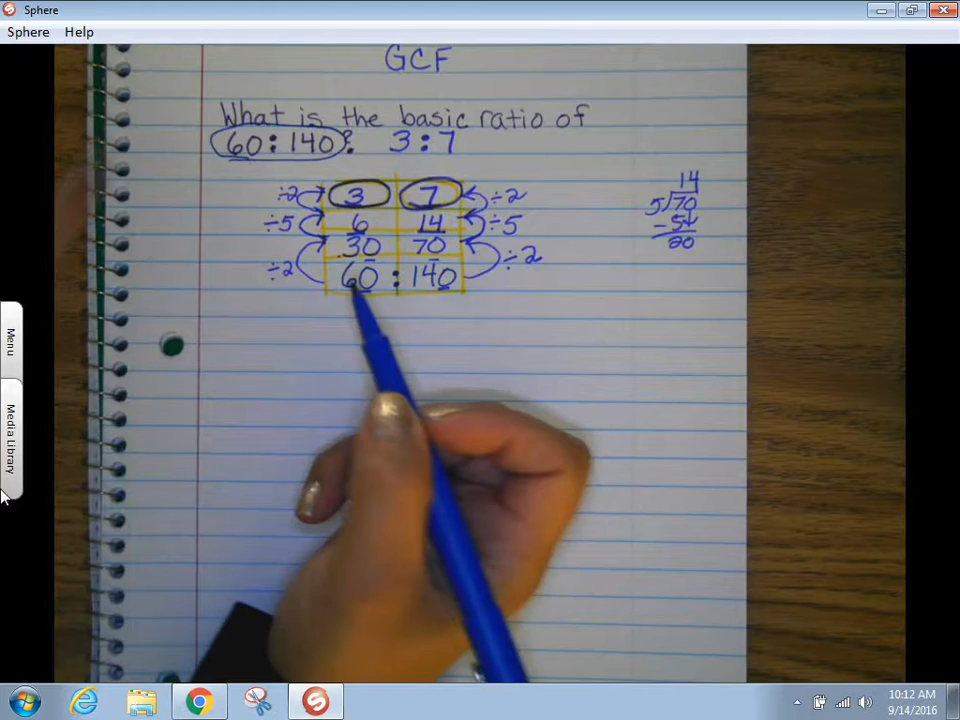 Sphere
Sphere Help
GCF
What is the basic ratio of
60:140? 3:7
÷2 3 7 ÷2
÷5 6 14 ÷5
30 70
÷2 60 : 140 ÷2
14
5)70
-5↓
20
Menu
Media Library
10:12 AM
9/14/2016